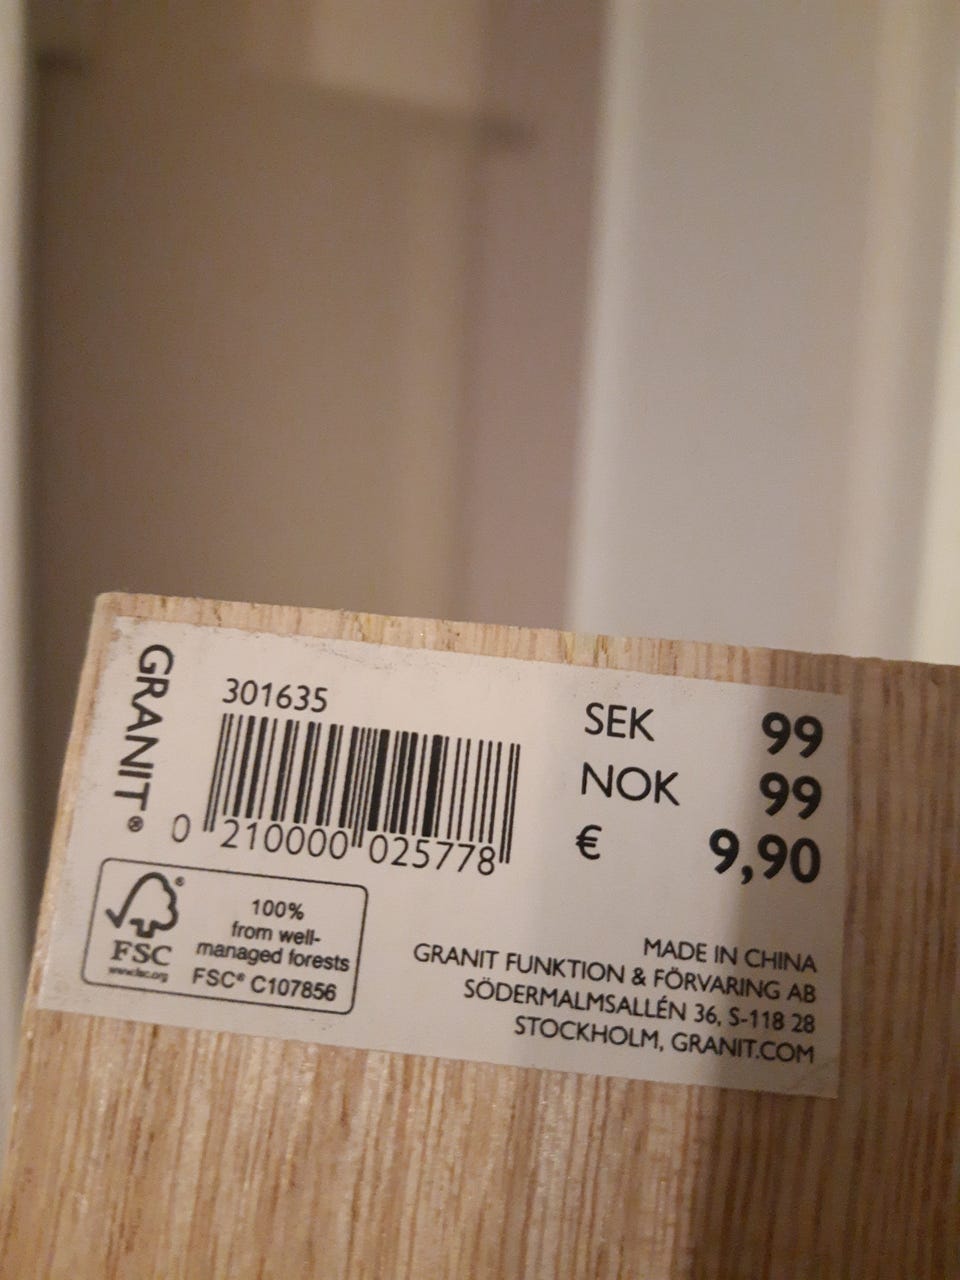 GRANIT®
301635
0 210000 025778
SEK 99
NOK 99
€ 9,90
FSC
www.fsc.org
100%
from well-
managed forests
FSC® C107856
MADE IN CHINA
GRANIT FUNKTION & FÖRVARING AB
SÖDERMALMSALLÉN 36, S-118 28
STOCKHOLM, GRANIT.COM